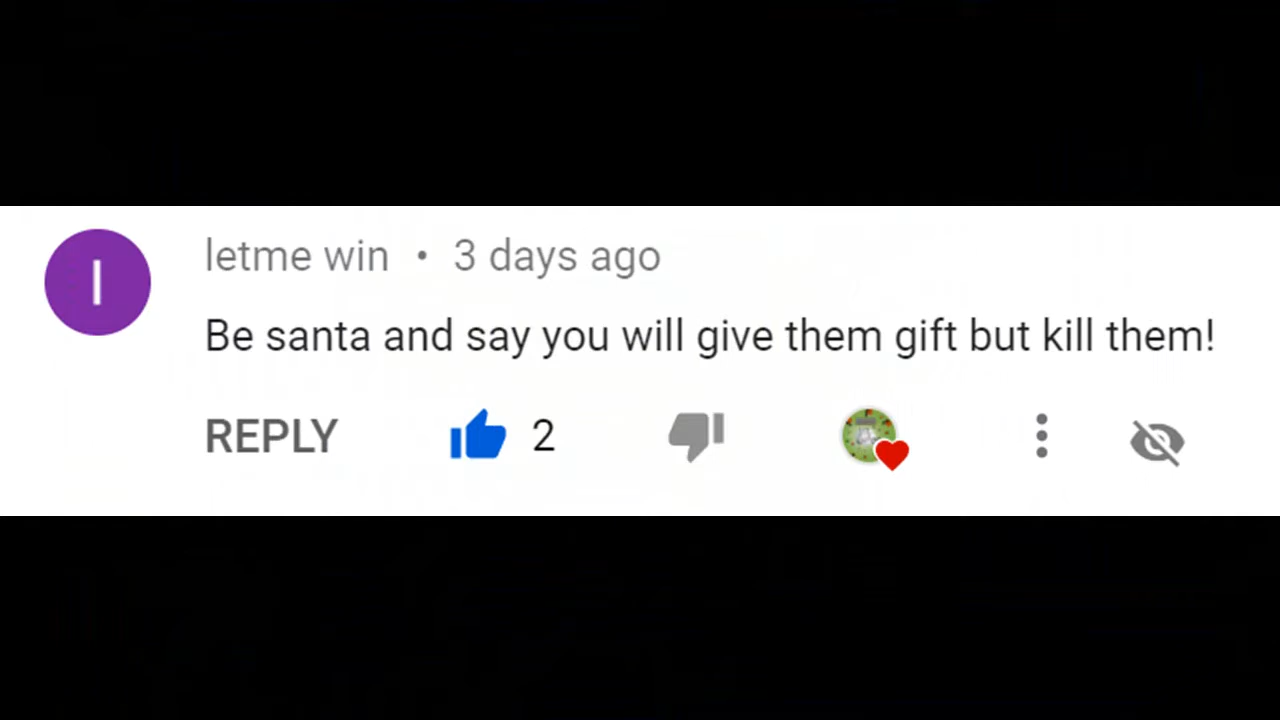 l
letme win • 3 days ago
Be santa and say you will give them gift but kill them!
REPLY 2